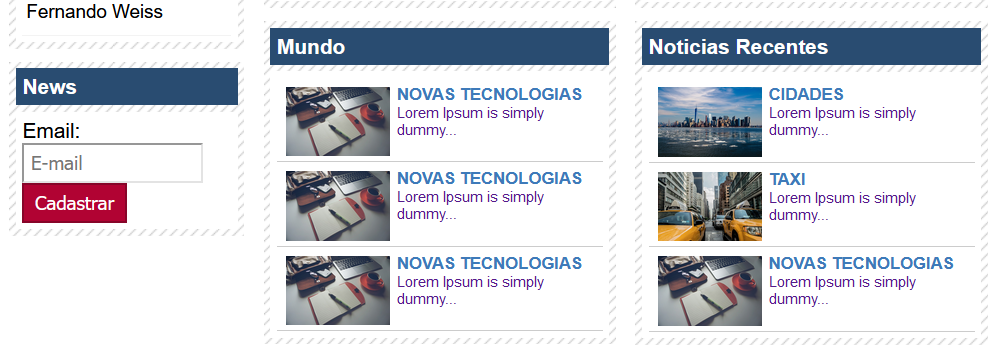 Fernando Weiss
News
Email:
E-mail
Cadastrar
Mundo
NOVAS TECNOLOGIAS
Lorem Ipsum is simply
dummy...
NOVAS TECNOLOGIAS
Lorem Ipsum is simply
dummy...
NOVAS TECNOLOGIAS
Lorem Ipsum is simply
dummy...
Noticias Recentes
CIDADES
Lorem Ipsum is simply
dummy...
TAXI
Lorem Ipsum is simply
dummy...
NOVAS TECNOLOGIAS
Lorem Ipsum is simply
dummy...